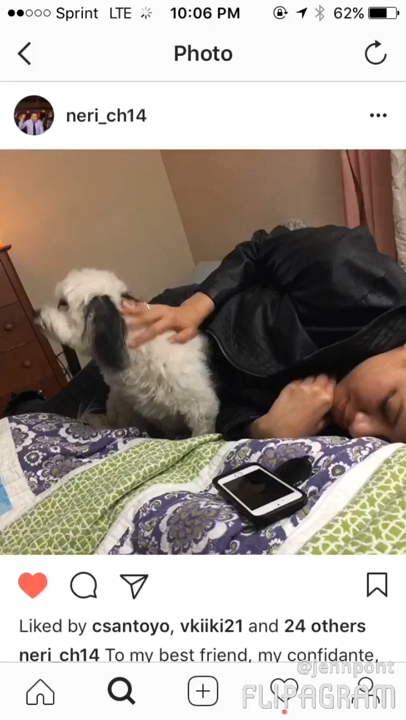 Sprint LTE 10:06 PM 62%
Photo
neri_ch14
Liked by csantoyo, vkiiki21 and 24 others
neri_ch14 To my best friend, my confidante,
@jennpont
FLIPAGRAM